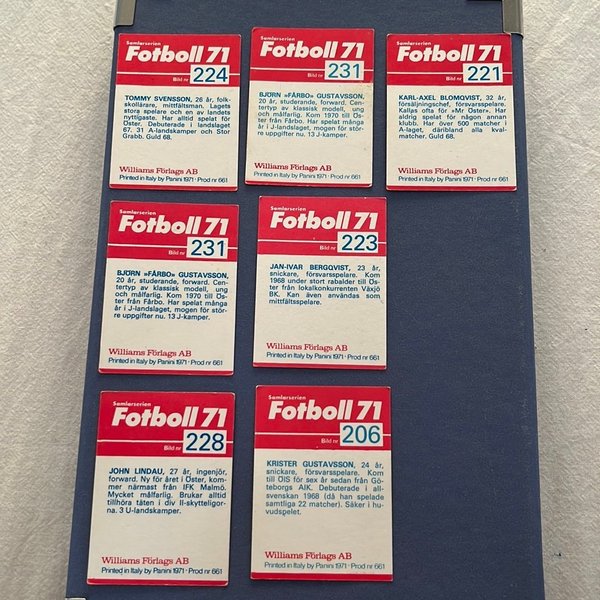 Samlarserien
Fotboll 71
Bild nr 224
TOMMY SVENSSON, 26 år, folk-
skollärare, mittfältsman. Lagets
stora spelare och en av landets
nyttigaste. Har alltid spelat för
Öster. Debuterade i landslaget
67. 31 A-landskamper och Stor
Grabb. Guld 68.
Williams Förlags AB
Printed in Italy by Panini 1971 · Prod nr 661
Samlarserien
Fotboll 71
Bild nr 231
BJÖRN »FÅRBO» GUSTAVSSON,
20 år, studerande, forward. Cen-
tertyp av klassisk modell, ung
och målfarlig. Kom 1970 till Ös-
ter från Fårbo. Har spelat många
år i J-landslaget, mogen för stör-
re uppgifter nu. 13 J-kamper.
Williams Förlags AB
Printed in Italy by Panini 1971 · Prod nr 661
Samlarserien
Fotboll 71
Bild nr 221
KARL-AXEL BLOMQVIST, 32 år,
försäljningschef, försvarsspelare.
Kallas ofta för »Mr Öster». Har
aldrig spelat för någon annan
klubb. Har över 500 matcher i
A-laget, däribland alla kval-
matcher. Guld 68.
Williams Förlags AB
Printed in Italy by Panini 1971 · Prod nr 661
Samlarserien
Fotboll 71
Bild nr 231
BJÖRN »FÅRBO» GUSTAVSSON,
20 år, studerande, forward. Cen-
tertyp av klassisk modell, ung
och målfarlig. Kom 1970 till Ös-
ter från Fårbo. Har spelat många
år i J-landslaget, mogen för stör-
re uppgifter nu. 13 J-kamper.
Williams Förlags AB
Printed in Italy by Panini 1971 · Prod nr 661
Samlarserien
Fotboll 71
Bild nr 223
JAN-IVAR BERGQVIST, 23 år,
snickare, försvarsspelare. Kom
1968 under stort rabalder till Ös-
ter från lokalkonkurrenten Växjö
BK. Kan även användas som
mittfältsspelare.
Williams Förlags AB
Printed in Italy by Panini 1971 · Prod nr 661
Samlarserien
Fotboll 71
Bild nr 228
JOHN LINDAU, 27 år, ingenjör,
forward. Ny för året i Öster, kom-
mer närmast från IFK Malmö.
Mycket målfarlig. Brukar alltid
tillhöra täten i div II-skytteligor-
na. 3 U-landskamper.
Williams Förlags AB
Printed in Italy by Panini 1971 · Prod nr 661
Samlarserien
Fotboll 71
Bild nr 206
KRISTER GUSTAVSSON, 24 år,
snickare, försvarsspelare. Kom
till ÖIS för sex år sedan från Gö-
teborgs AIK. Debuterade i all-
svenskan 1968 (då han spelade
samtliga 22 matcher). Säker i hu-
vudspelet.
Williams Förlags AB
Printed in Italy by Panini 1971 · Prod nr 661